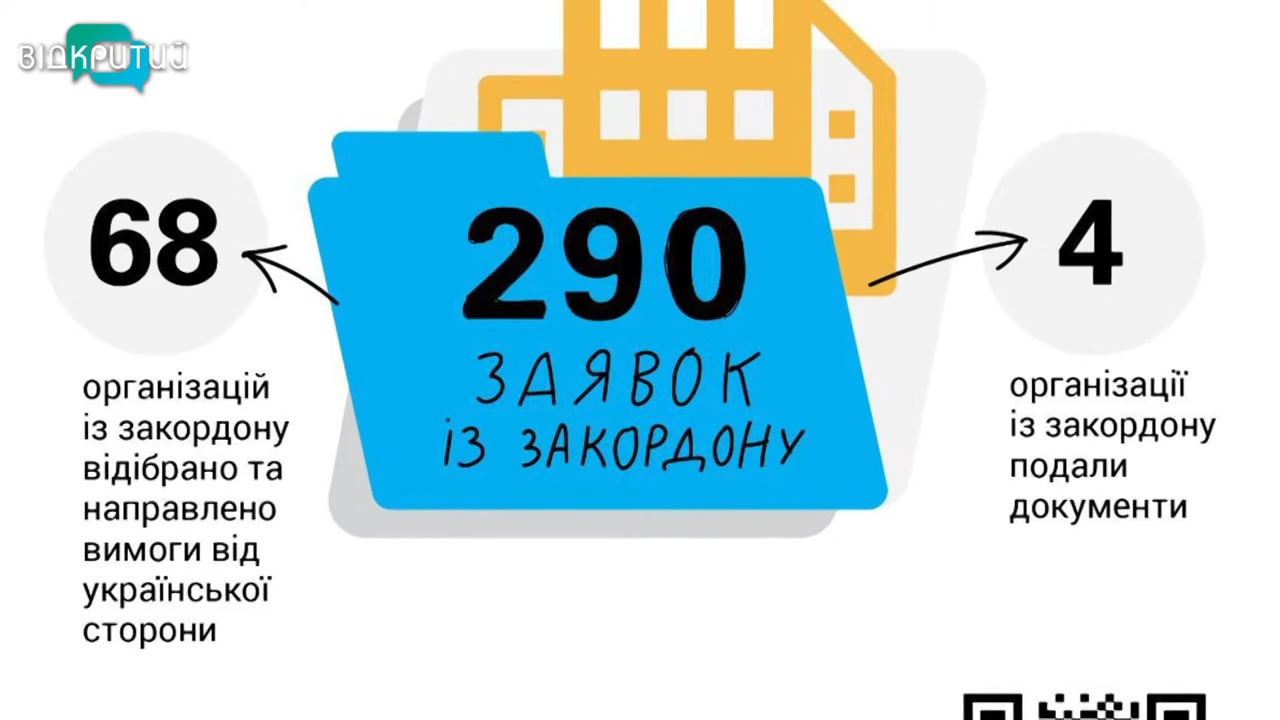 ВІДКРИТИЙ
290
ЗАЯВОК
ІЗ ЗАКОРДОНУ
68
організацій
із закордону
відібрано та
направлено
вимоги від
української
сторони
4
організації
із закордону
подали
документи